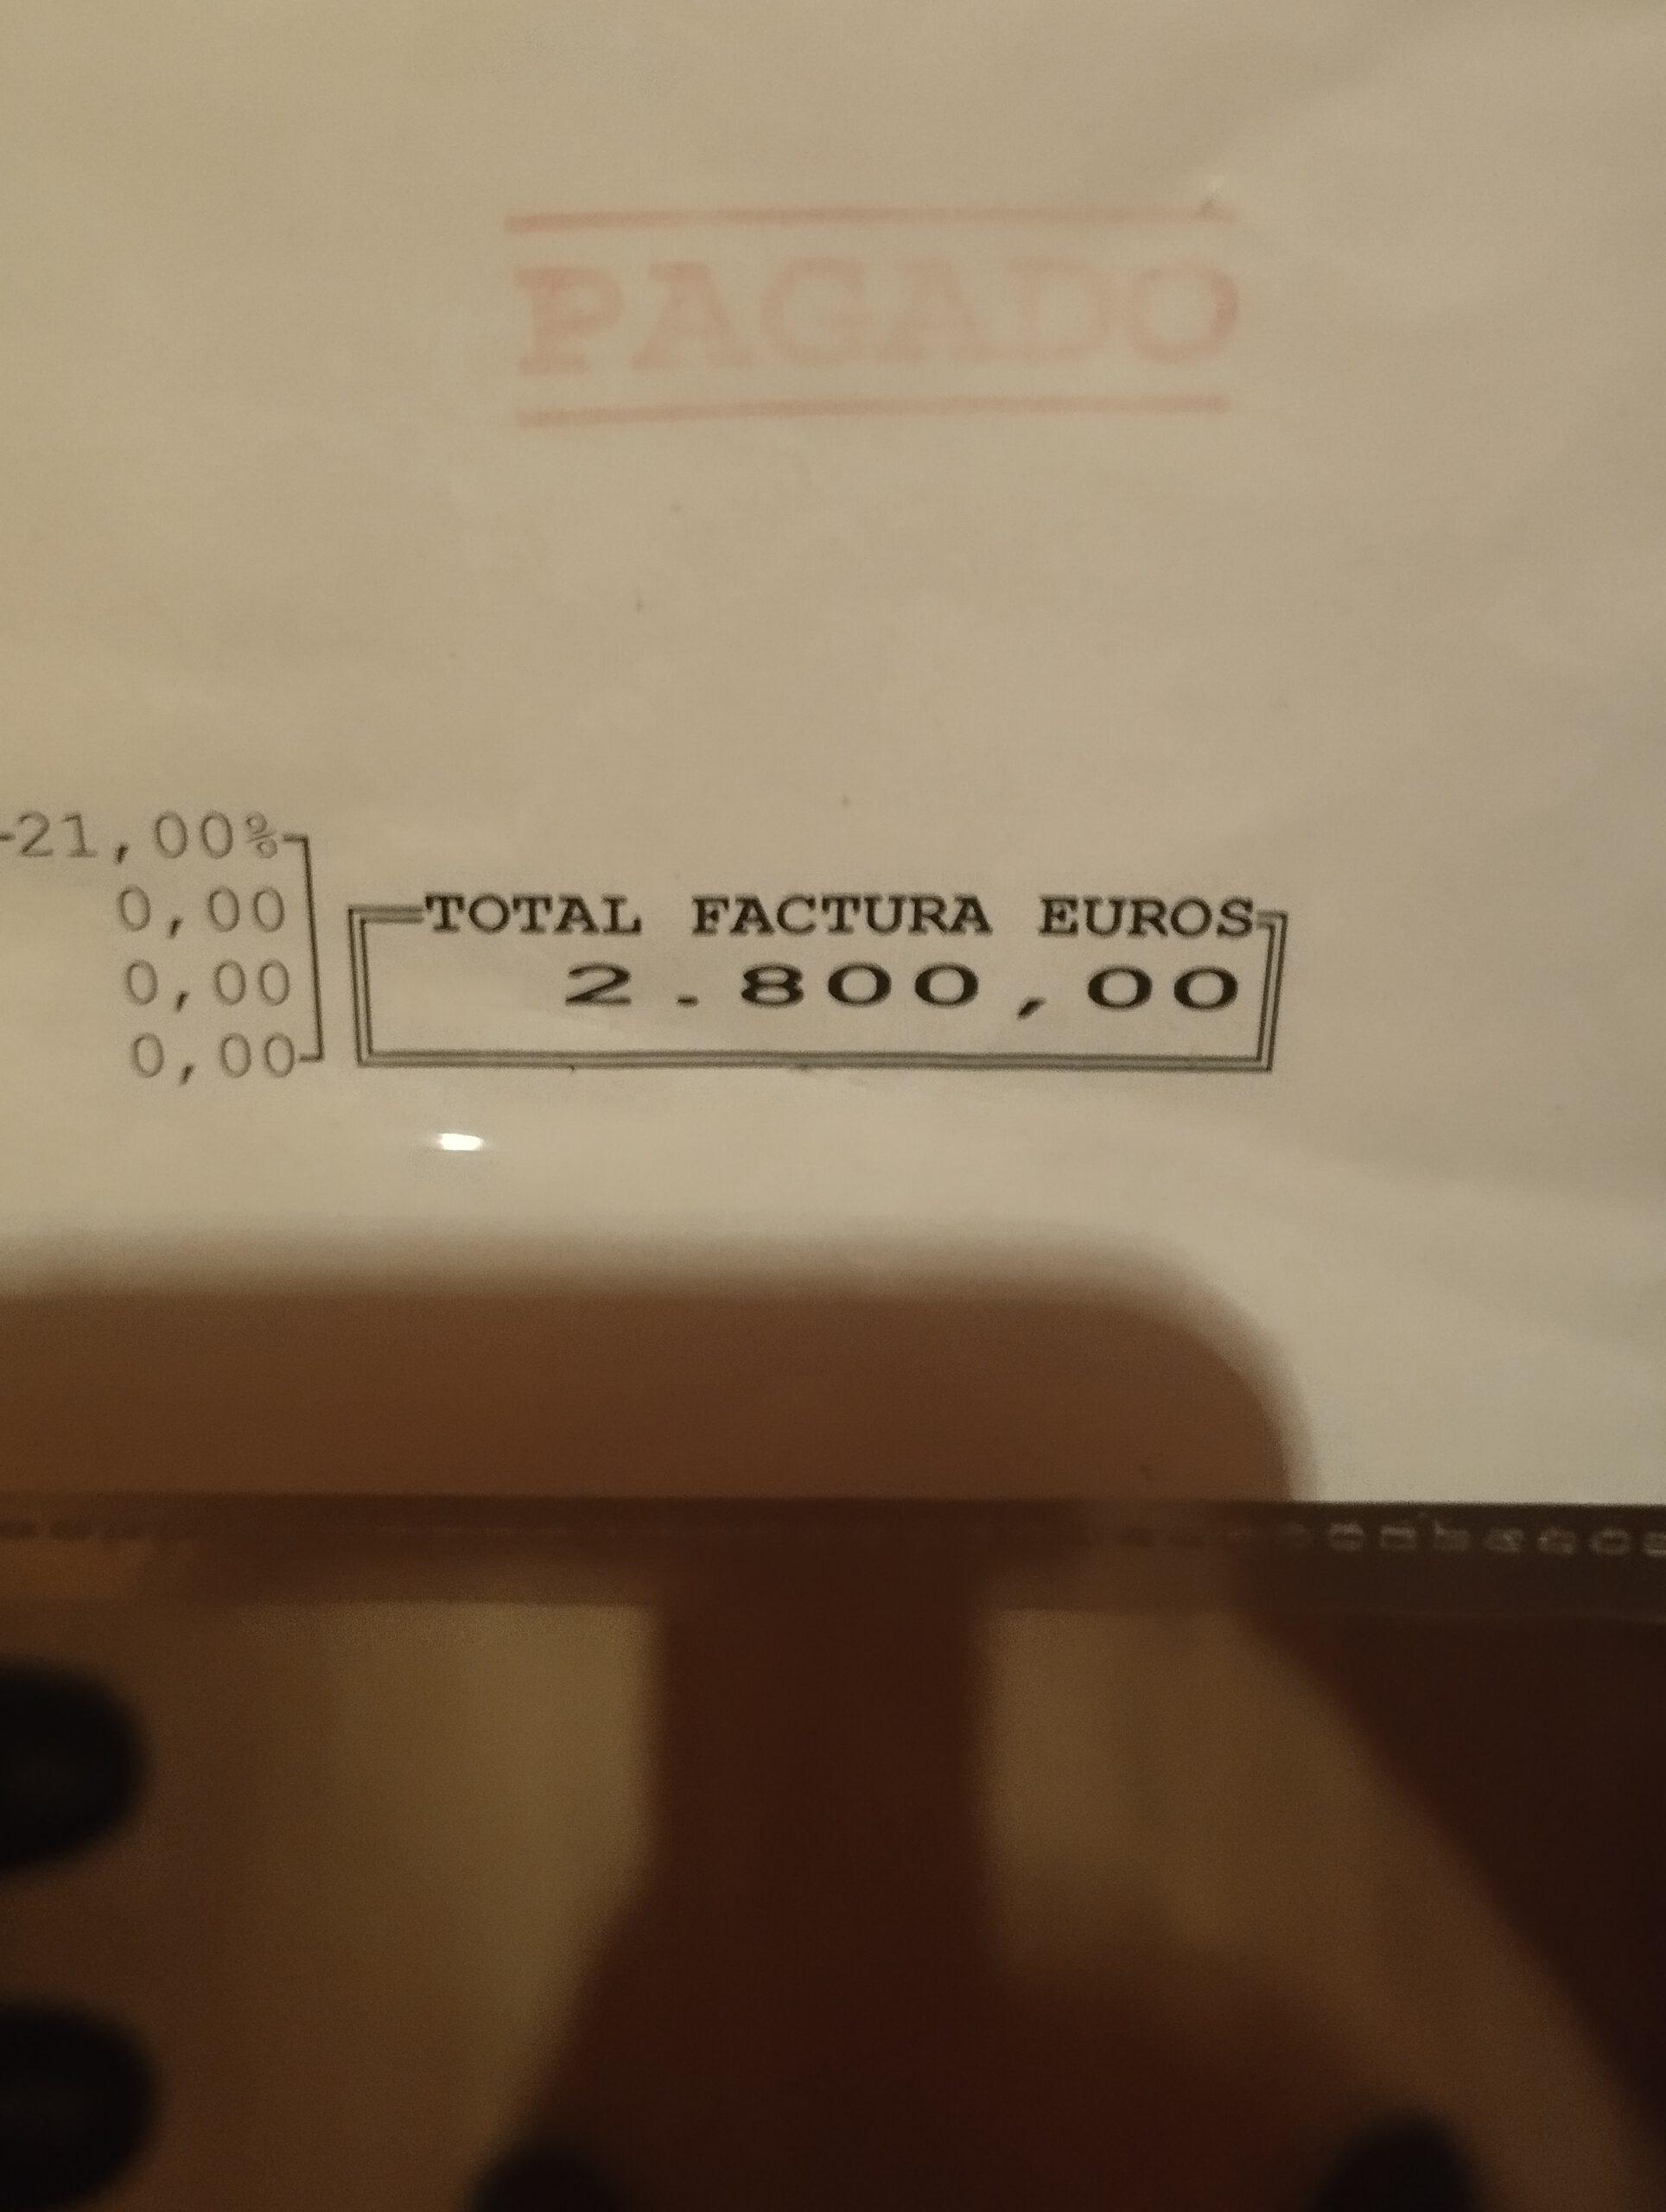 PAGADO
21,00%
0,00
TOTAL FACTURA EUROS
2.800,00
0,00
0,00